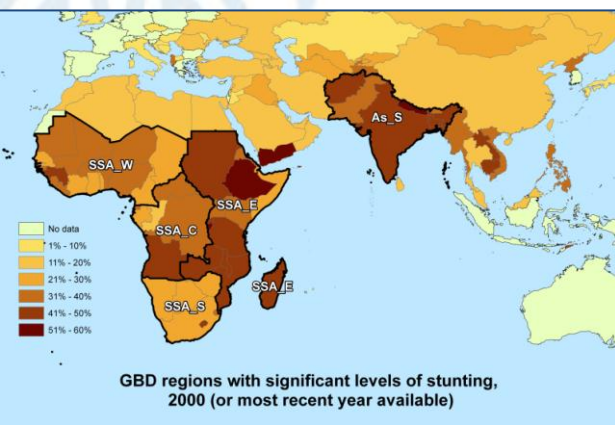 As_S
SSA_W
SSA_E
SSA_C
SSA_E
SSA_S
No data
1% - 10%
11% - 20%
21% - 30%
31% - 40%
41% - 50%
51% - 60%
GBD regions with significant levels of stunting,
2000 (or most recent year available)